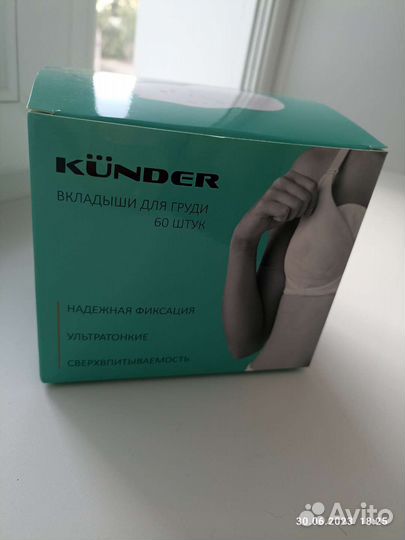 KÜNDER
ВКЛАДЫШИ ДЛЯ ГРУДИ
60 ШТУК
НАДЕЖНАЯ ФИКСАЦИЯ
УЛЬТРАТОНКИЕ
СВЕРХВПИТЫВАЕМОСТЬ
30.06.2023 18:25
Avito